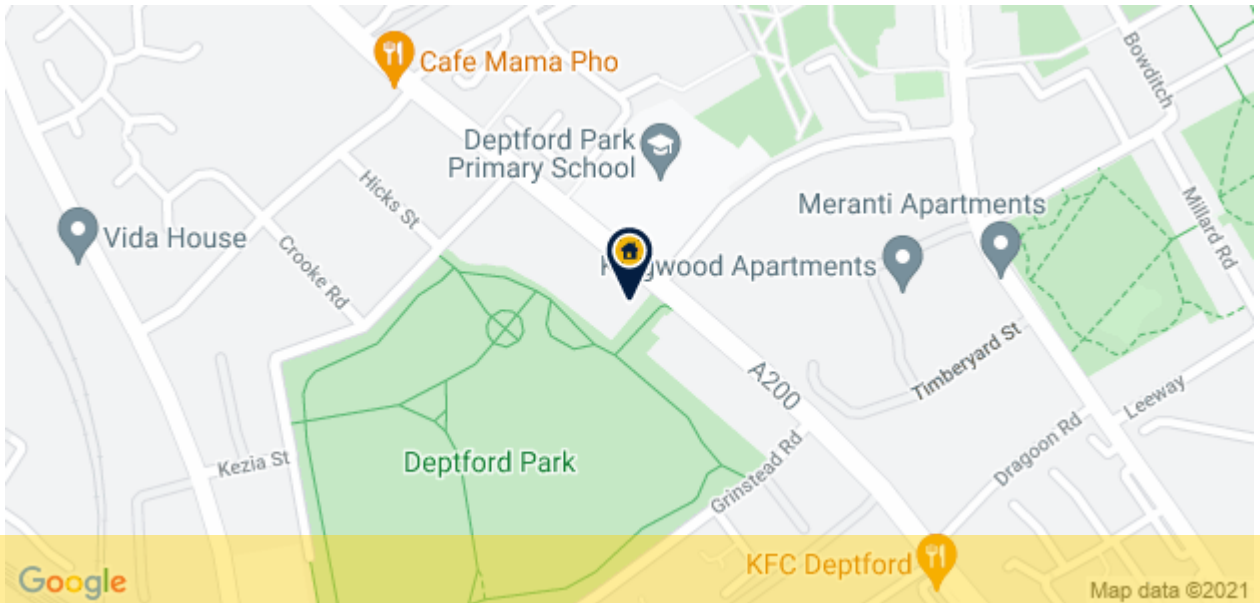 Cafe Mama Pho
Bowditch
Deptford Park
Primary School
Hicks St
Meranti Apartments
Millard Rd
Vida House
Crooke Rd
Apartments
A200
Timberyard St
Leeway
Kezia St
Deptford Park
Grinstead Rd
Dragoon Rd
KFC Deptford
Google
Map data ©2021